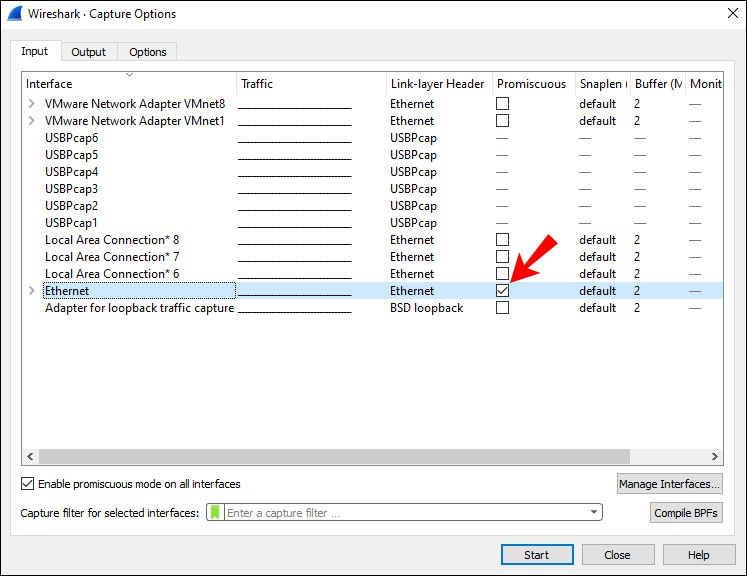 Wireshark · Capture Options
Input Output Options
Interface Traffic Link-layer Header Promiscuous Snaplen ( Buffer (M Monit
VMware Network Adapter VMnet8 Ethernet default 2 —
VMware Network Adapter VMnet1 Ethernet default 2 —
USBPcap6 USBPcap — — — —
USBPcap5 USBPcap — — — —
USBPcap4 USBPcap — — — —
USBPcap3 USBPcap — — — —
USBPcap2 USBPcap — — — —
USBPcap1 USBPcap — — — —
Local Area Connection* 8 Ethernet default 2 —
Local Area Connection* 7 Ethernet default 2 —
Local Area Connection* 6 Ethernet default 2 —
Ethernet Ethernet default 2 —
Adapter for loopback traffic capture BSD loopback default 2 —
Enable promiscuous mode on all interfaces Manage Interfaces...
Capture filter for selected interfaces: Enter a capture filter ... Compile BPFs
Start Close Help